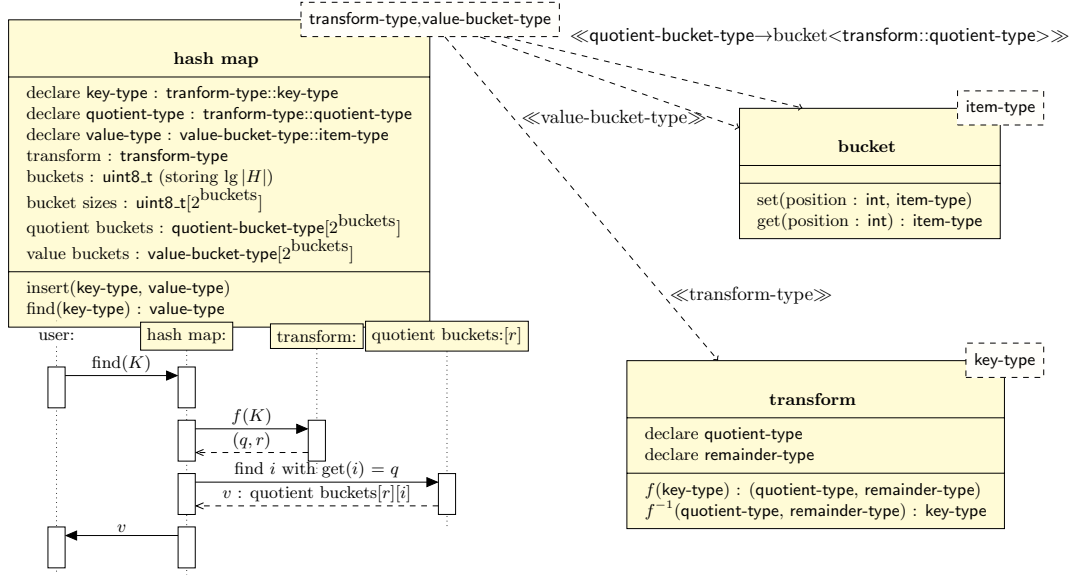 transform-type,value-bucket-type
hash map
declare key-type : tranform-type::key-type
declare quotient-type : tranform-type::quotient-type
declare value-type : value-bucket-type::item-type
transform : transform-type
buckets : uint8_t (storing lg |H|)
bucket sizes : uint8_t[2^buckets]
quotient buckets : quotient-bucket-type[2^buckets]
value buckets : value-bucket-type[2^buckets]
insert(key-type, value-type)
find(key-type) : value-type
≪quotient-bucket-type→bucket<transform::quotient-type>≫
≪value-bucket-type≫
item-type
bucket
set(position : int, item-type)
get(position : int) : item-type
≪transform-type≫
key-type
transform
declare quotient-type
declare remainder-type
f(key-type) : (quotient-type, remainder-type)
f⁻¹(quotient-type, remainder-type) : key-type
user:
hash map:
transform:
quotient buckets:[r]
find(K)
f(K)
(q, r)
find i with get(i) = q
v : quotient buckets[r][i]
v